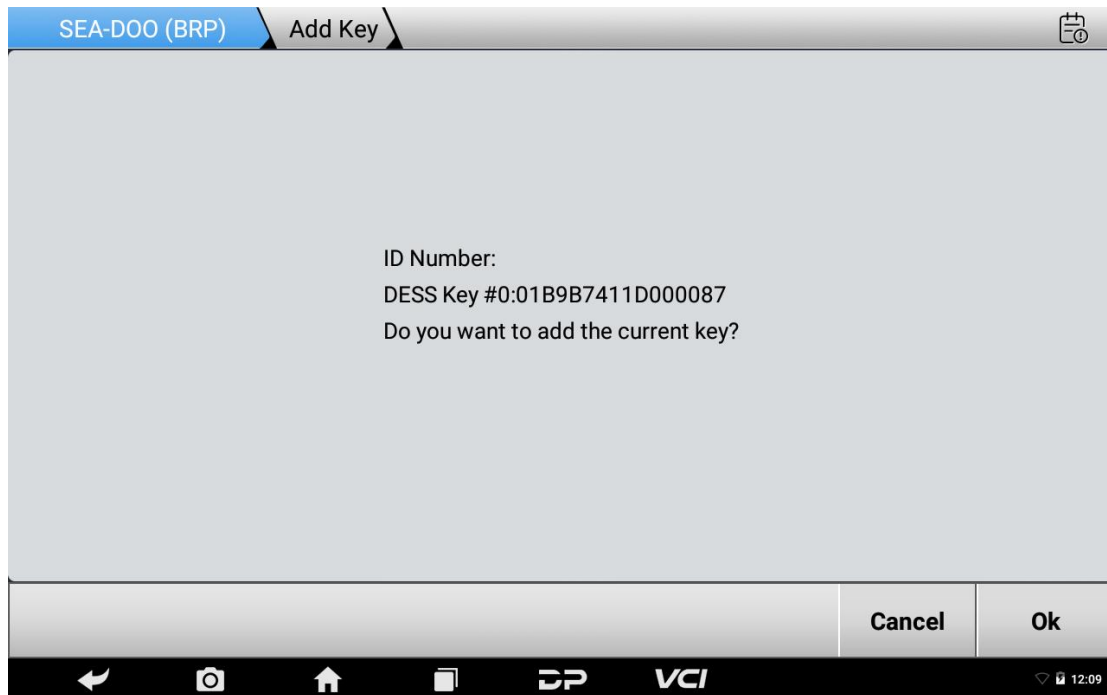 SEA-DOO (BRP)
Add Key
ID Number:
DESS Key #0:01B9B7411D000087
Do you want to add the current key?
Cancel
Ok
DP
VCI
12:09